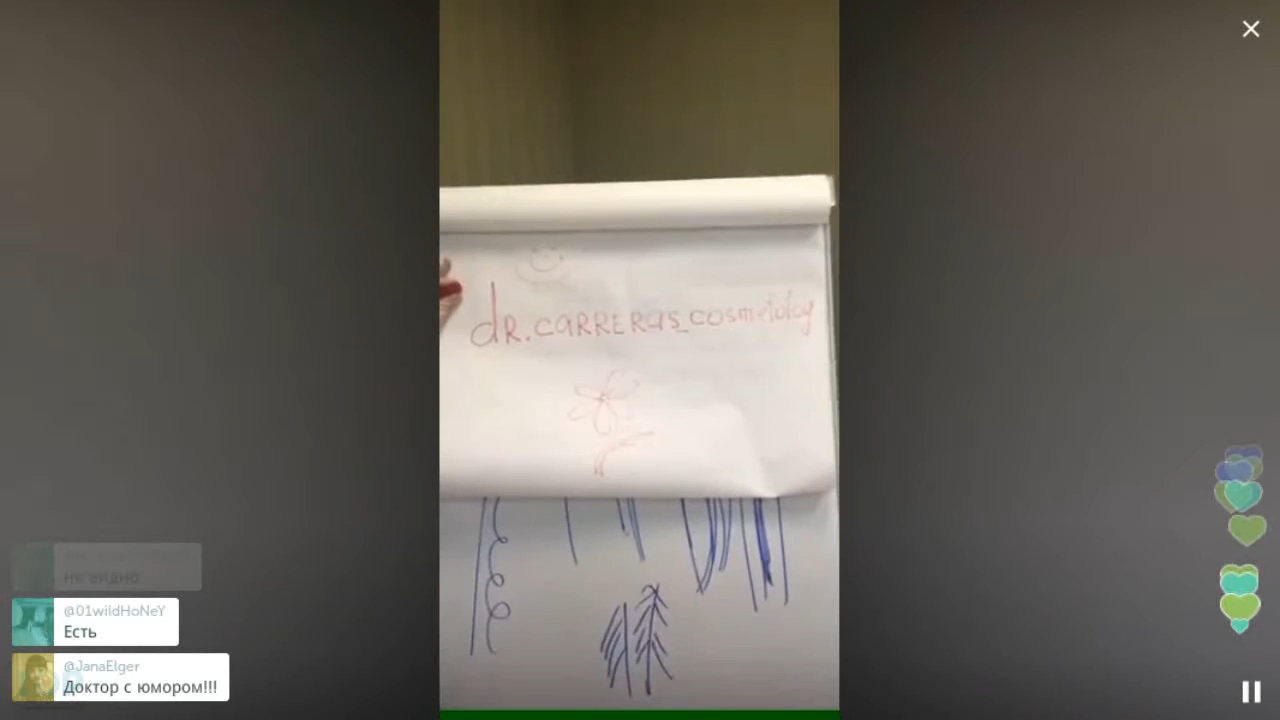 dR.CARRERAS_cosmetology
не видно
@01wildHoNeY
Есть
@JanaElger
Доктор с юмором!!!